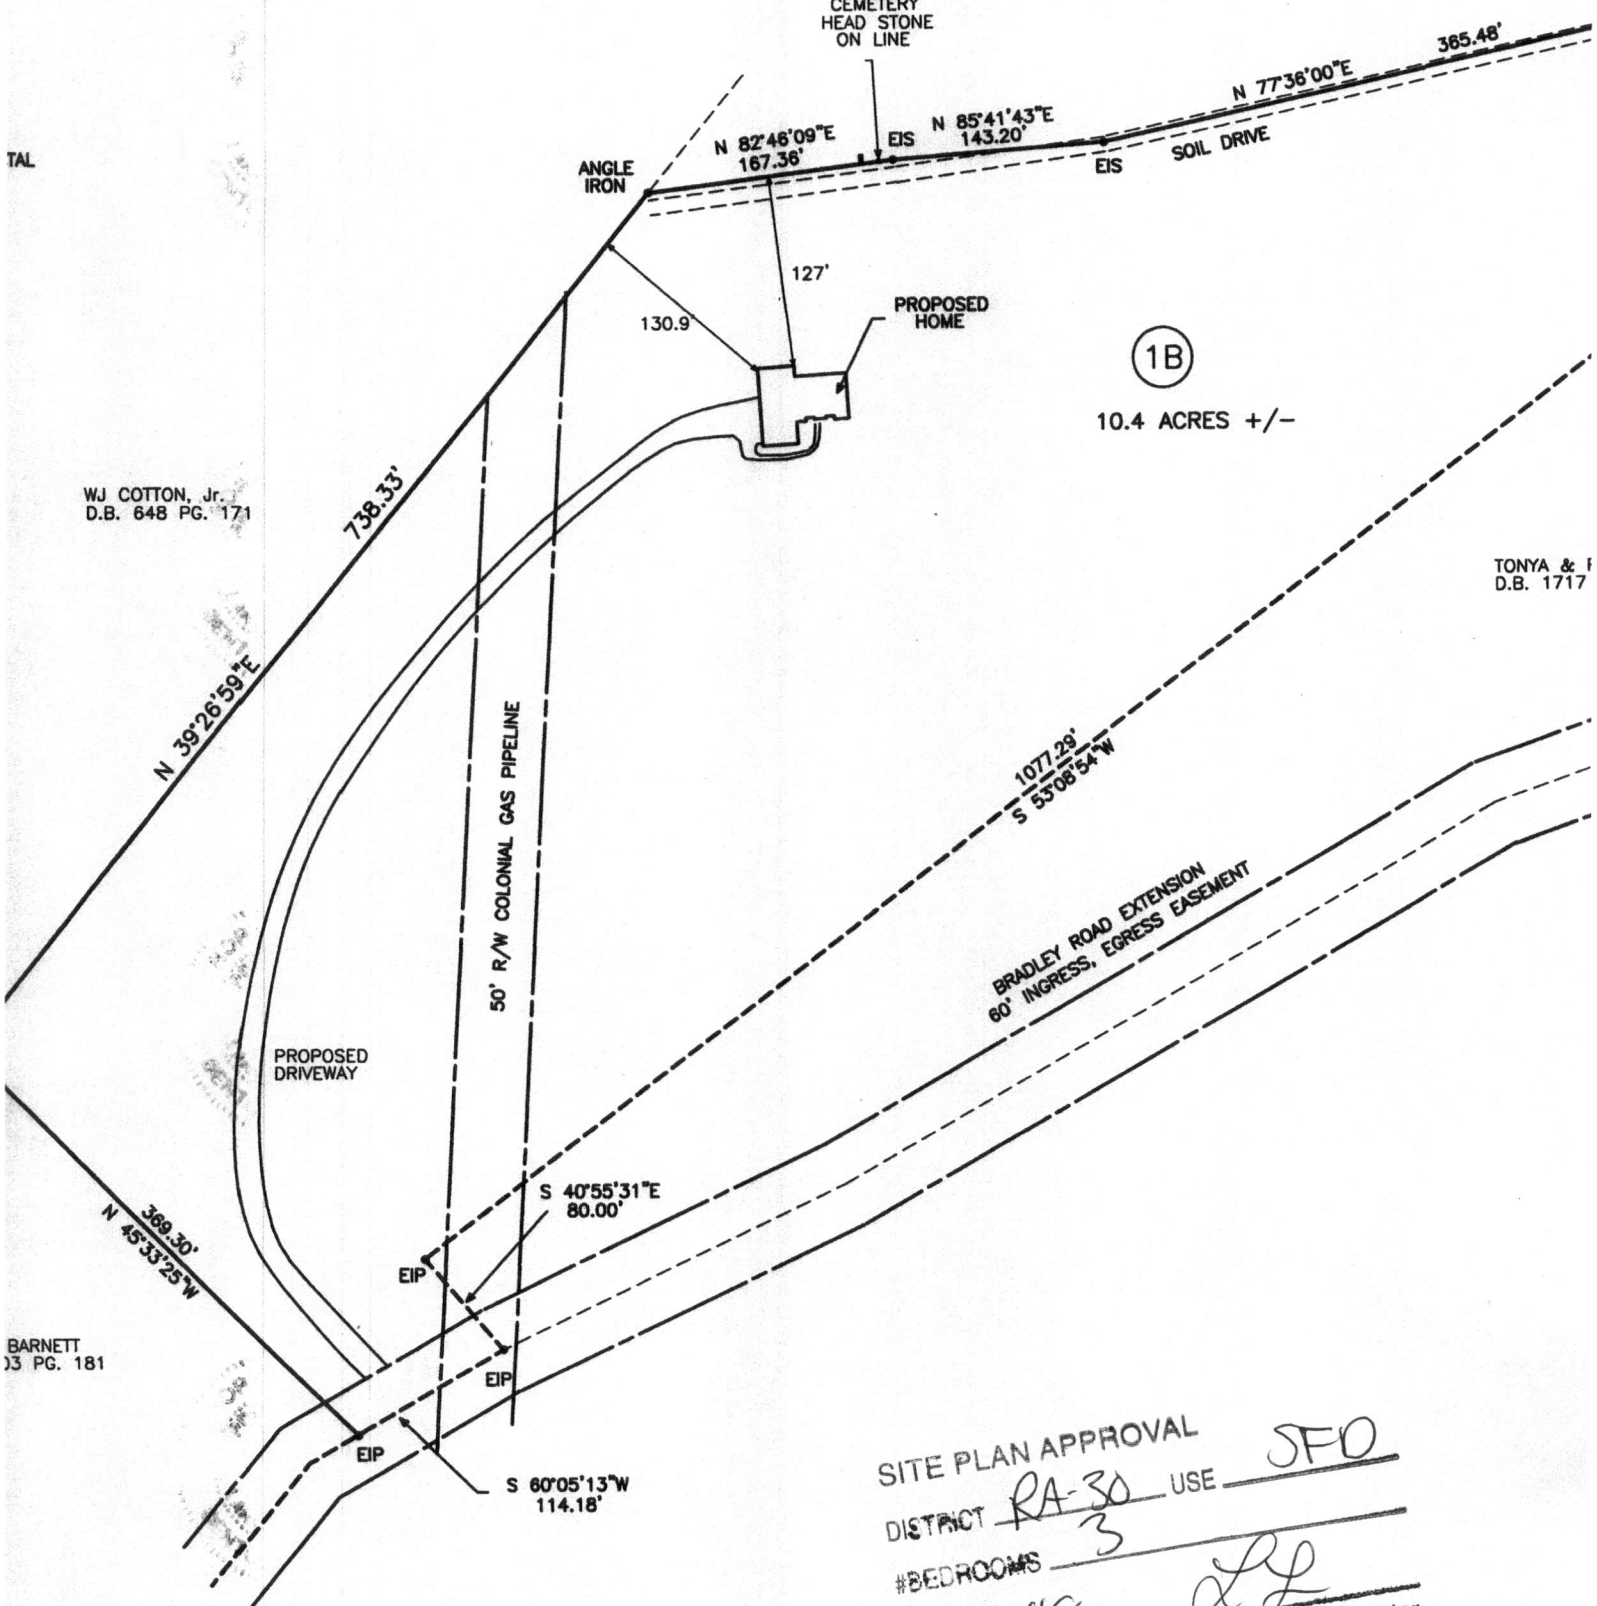 CEMETERY
HEAD STONE
ON LINE
365.48'
N 77°36'00"E
N 85°41'43"E
143.20'
EIS
N 82°46'09"E
167.36'
EIS
SOIL DRIVE
TAL
ANGLE
IRON
127'
PROPOSED
HOME
130.9'
1B
10.4 ACRES +/-
WJ COTTON, Jr.
D.B. 648 PG. 171
738.33'
TONYA &
D.B. 1717
N 39°26'59"E
50' R/W COLONIAL GAS PIPELINE
1077.29'
S 53°08'54"W
BRADLEY ROAD EXTENSION
60' INGRESS, EGRESS EASEMENT
PROPOSED
DRIVEWAY
S 40°55'31"E
80.00'
369.30'
N 45°33'25"W
EIP
BARNETT
03 PG. 181
EIP
EIP
S 60°05'13"W
114.18'
SITE PLAN APPROVAL
DISTRICT RA-30 USE SFD
#BEDROOMS 3